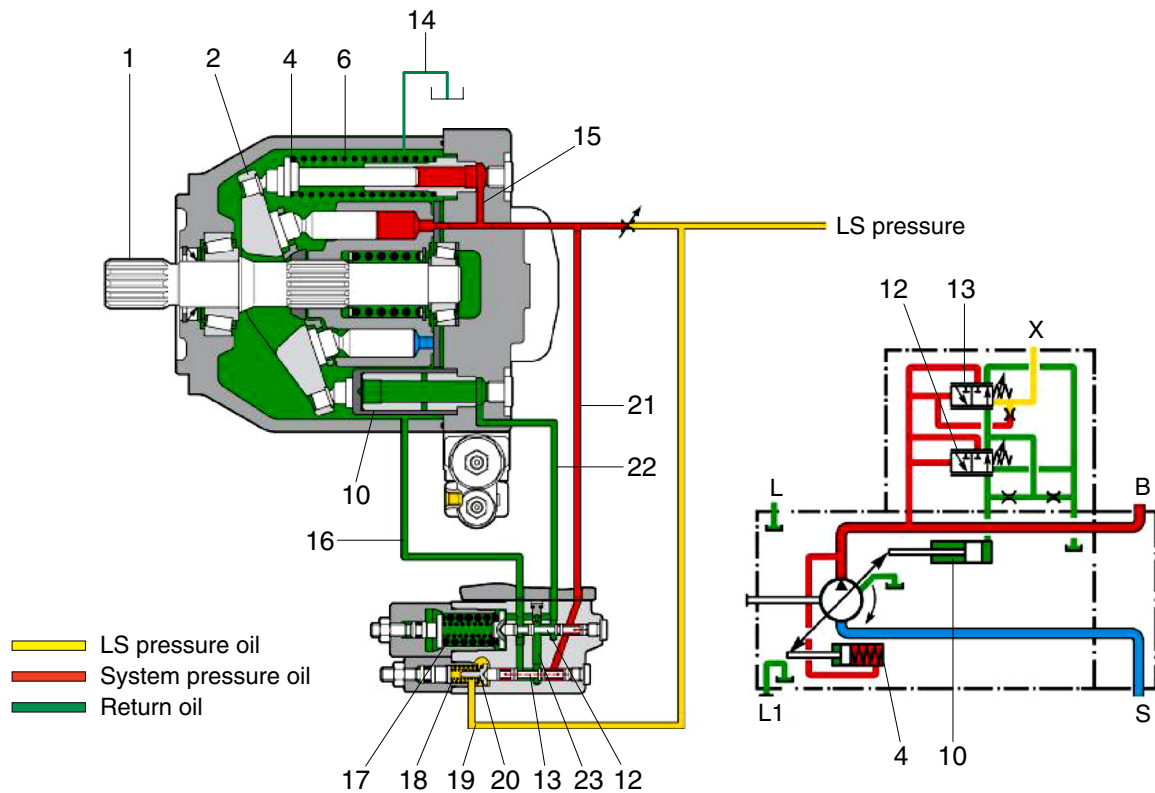 14
1 2 4 6
15
LS pressure
12 13
X
21
22
10
L B
16
10
LS pressure oil
System pressure oil
Return oil
L1 S
17 18 19 20 13 23 12
4 10